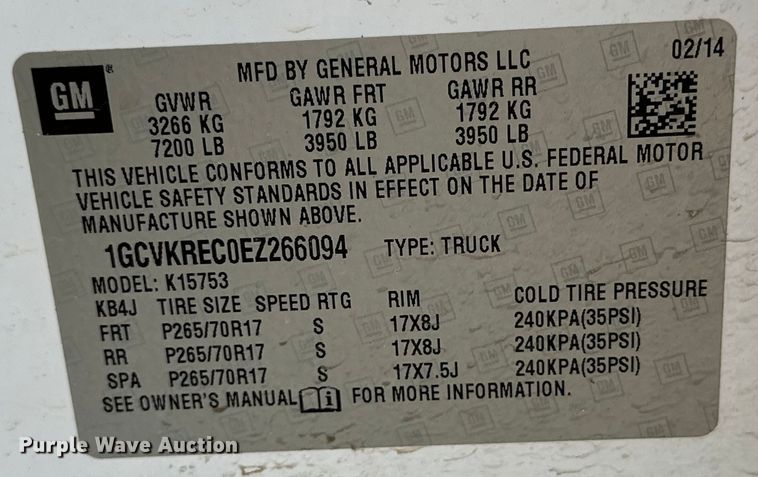 GM
MFD BY GENERAL MOTORS LLC 02/14
GVWR GAWR FRT GAWR RR
3266 KG 1792 KG 1792 KG
7200 LB 3950 LB 3950 LB
THIS VEHICLE CONFORMS TO ALL APPLICABLE U.S. FEDERAL MOTOR
VEHICLE SAFETY STANDARDS IN EFFECT ON THE DATE OF
MANUFACTURE SHOWN ABOVE.
1GCVKREC0EZ266094 TYPE: TRUCK
MODEL: K15753
KB4J TIRE SIZE SPEED RTG RIM COLD TIRE PRESSURE
FRT P265/70R17 S 17X8J 240KPA(35PSI)
RR P265/70R17 S 17X8J 240KPA(35PSI)
SPA P265/70R17 S 17X7.5J 240KPA(35PSI)
SEE OWNER'S MANUAL i FOR MORE INFORMATION.
Purple Wave Auction